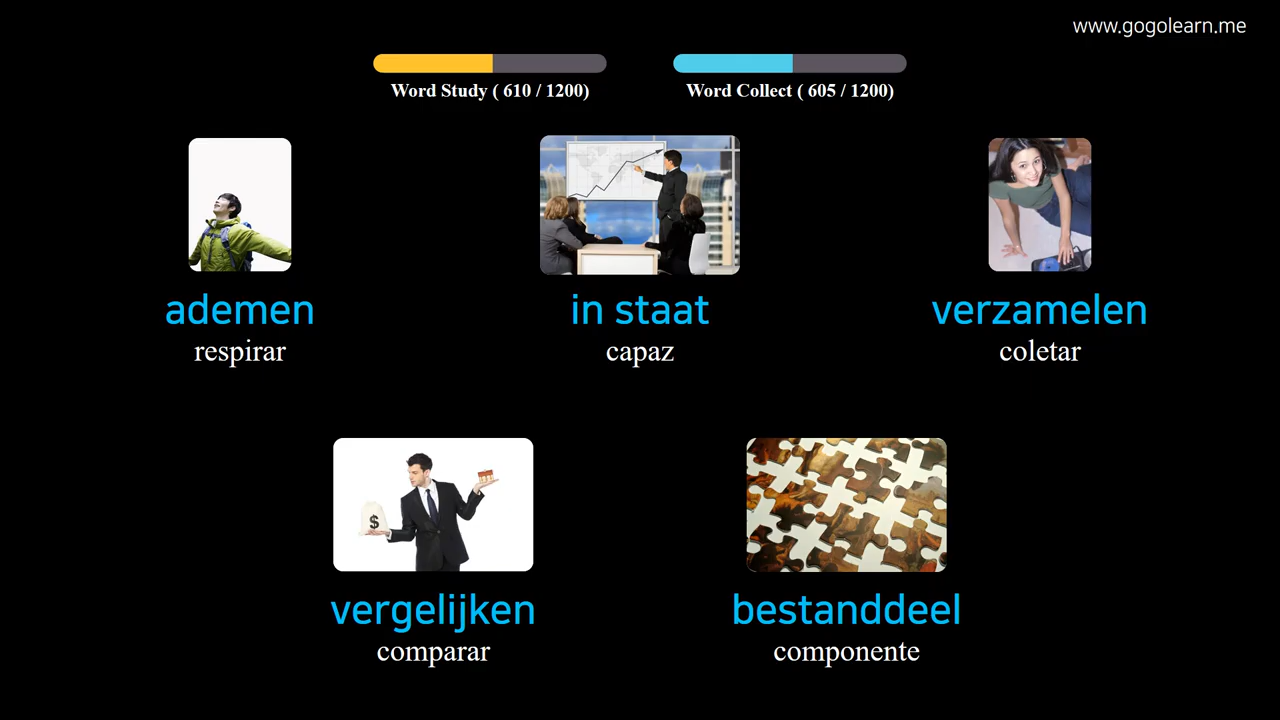 www.gogolearn.me
Word Study ( 610 / 1200)
Word Collect ( 605 / 1200)
ademen
respirar
in staat
capaz
verzamelen
coletar
$
vergelijken
comparar
bestanddeel
componente